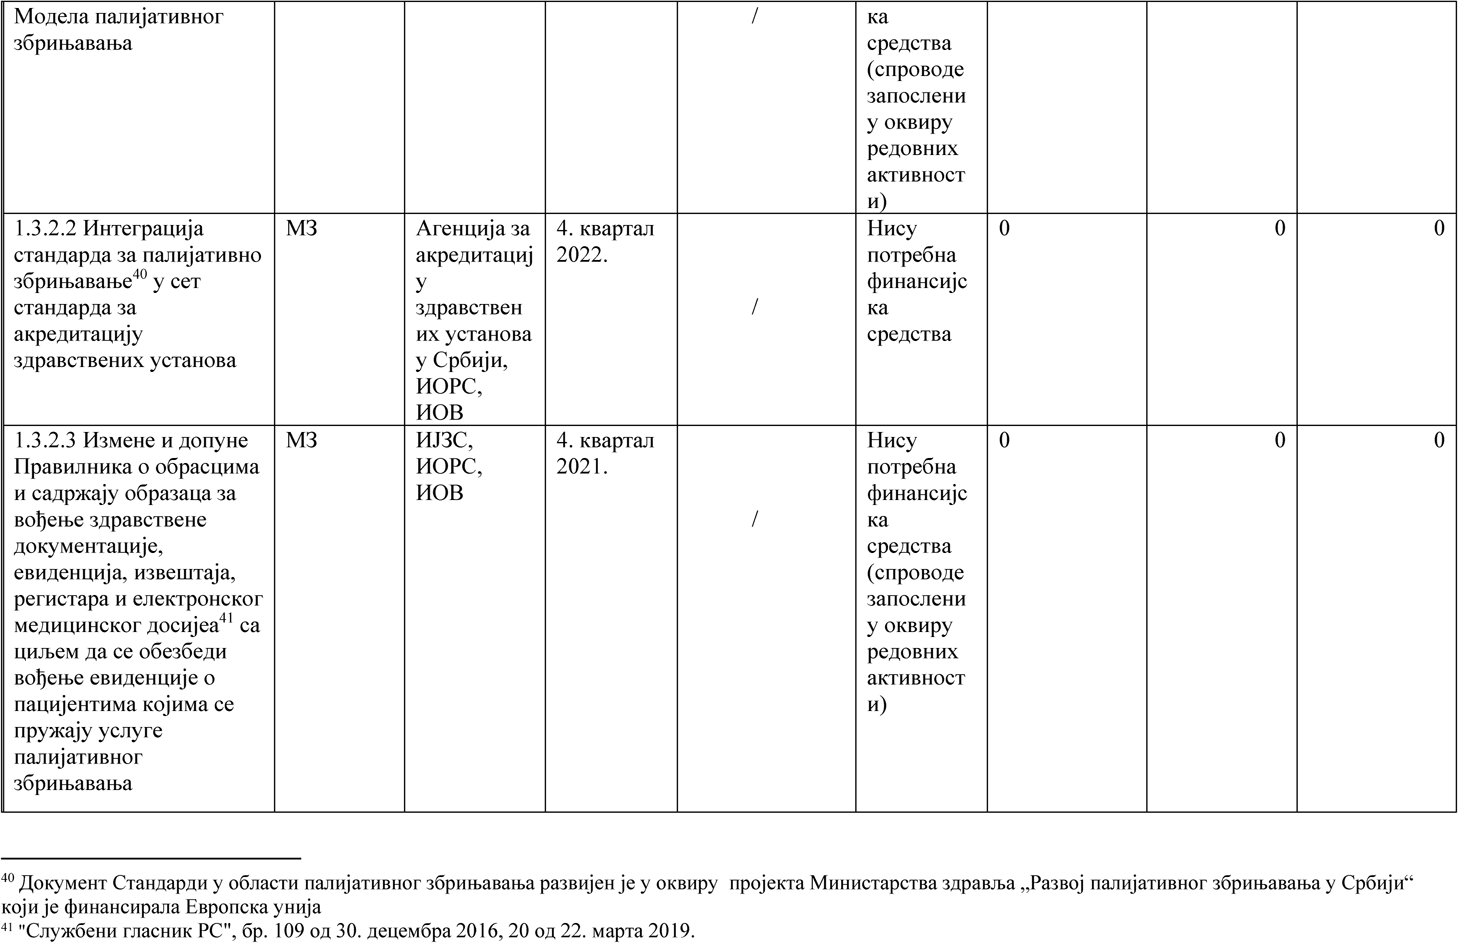 Модела палијативног
збрињавања
/
ка
средства
(спроводе
запослени
у оквиру
редовних
активност
и)
1.3.2.2 Интеграција
стандарда за палијативно
збрињавање40 у сет
стандарда за
акредитацију
здравствених установа
МЗ
Агенција за
акредитациј
у
здравствен
их установа
у Србији,
ИОРС,
ИОВ
4. квартал
2022.
/
Нису
потребна
финансијс
ка
средства
0
0
0
1.3.2.3 Измене и допуне
Правилника о обрасцима
и садржају образаца за
вођење здравствене
документације,
евиденција, извештаја,
регистара и електронског
медицинског досијеа41 са
циљем да се обезбеди
вођење евиденције о
пацијентима којима се
пружају услуге
палијативног
збрињавања
МЗ
ИЈЗС,
ИОРС,
ИОВ
4. квартал
2021.
/
Нису
потребна
финансијс
ка
средства
(спроводе
запослени
у оквиру
редовних
активност
и)
0
0
0
40 Документ Стандарди у области палијативног збрињавања развијен је у оквиру  пројекта Министарства здравља „Развој палијативног збрињавања у Србији“
који је финансирала Европска унија
41 "Службени гласник РС", бр. 109 од 30. децембра 2016, 20 од 22. марта 2019.